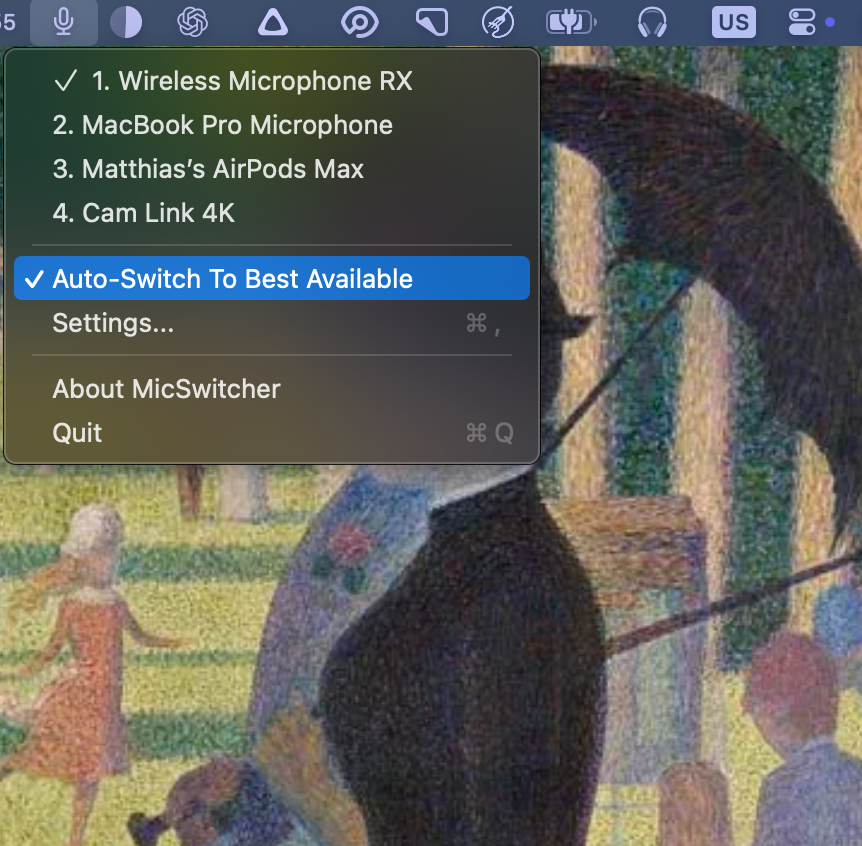 55
US
✓ 1. Wireless Microphone RX
2. MacBook Pro Microphone
3. Matthias’s AirPods Max
4. Cam Link 4K
✓ Auto-Switch To Best Available
Settings... ⌘ ,
About MicSwitcher
Quit ⌘ Q